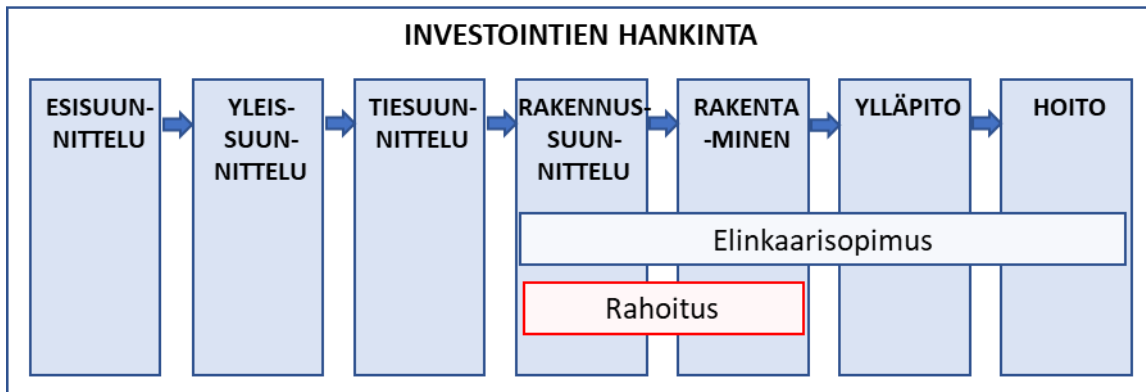 INVESTOINTIEN HANKINTA
ESISUUN-
NITTELU
YLEIS-
SUUN-
NITTELU
TIESUUN-
NITTELU
RAKENNUS-
SUUN-
NITTELU
RAKENTA
-MINEN
YLLÄPITO
HOITO
Elinkaarisopimus
Rahoitus